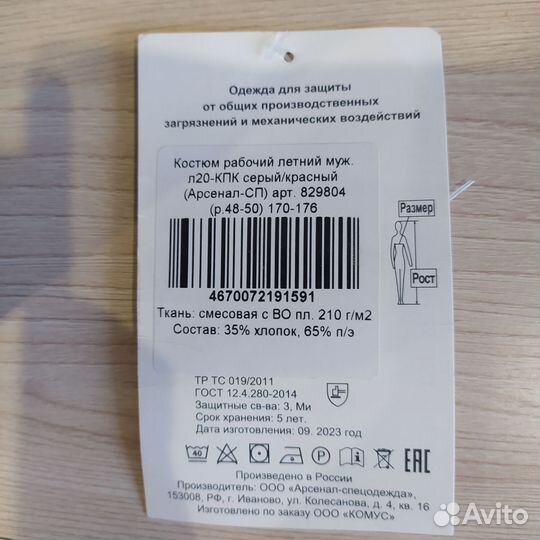 Одежда для защиты
от общих производственных
загрязнений и механических воздействий
Костюм рабочий летний муж.
л20-КПК серый/красный
(Арсенал-СП) арт. 829804
(р.48-50) 170-176
Размер
Рост
4670072191591
Ткань: смесовая с ВО пл. 210 г/м2
Состав: 35% хлопок, 65% п/э
ТР ТС 019/2011
ГОСТ 12.4.280-2014
Защитные св-ва: З, Ми
Срок хранения: 5 лет.
Дата изготовления: 09. 2023 год
40 P i EAC
Произведено в России
Производитель: ООО «Арсенал-спецодежда»,
153008, РФ, г. Иваново, ул. Колесанова, д. 4, кв. 16
Изготовлено по заказу ООО «КОМУС»
Avito